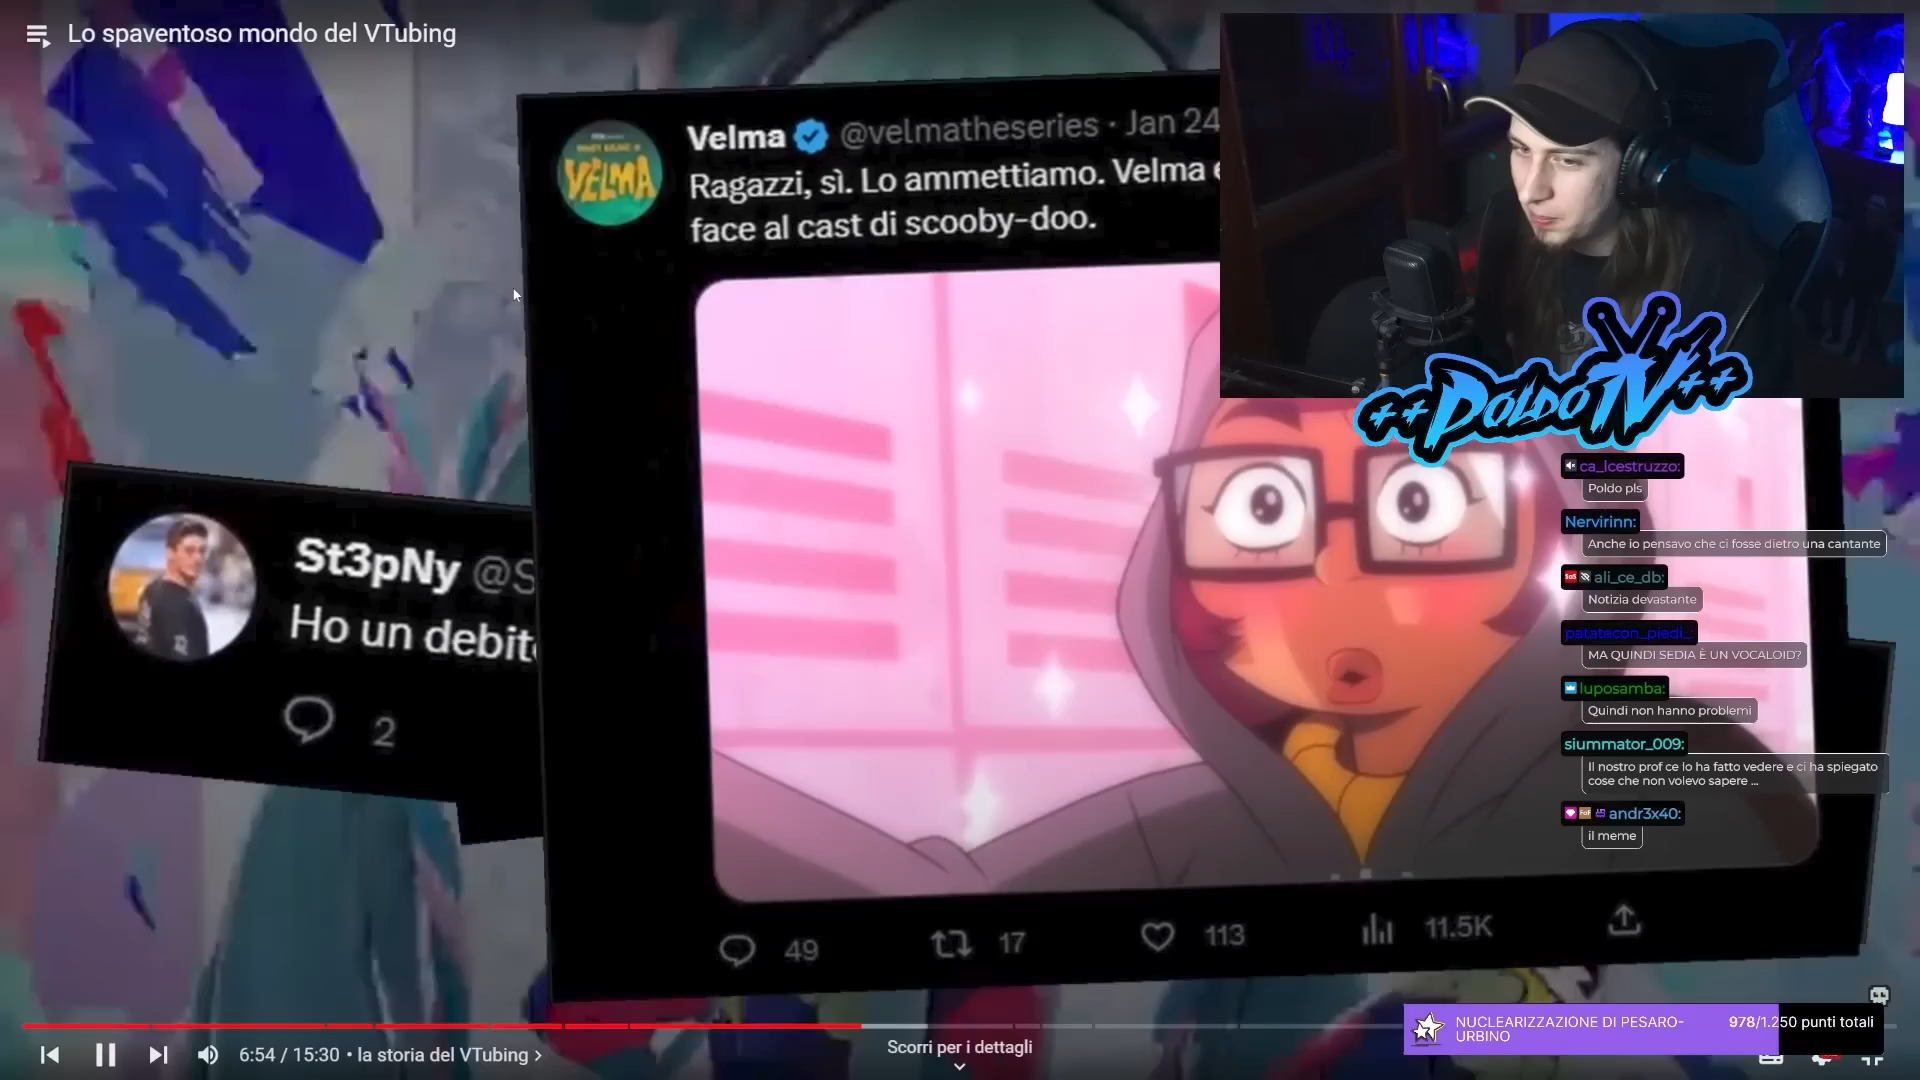 Lo spaventoso mondo del VTubing
VELMA
Velma @velmatheseries · Jan 24
Ragazzi, sì. Lo ammettiamo. Velma
face al cast di scooby-doo.
St3pNy @S
Ho un debit
2
49
17
113
11.5K
++POLDOTV++
ca_lcestruzzo:
Poldo pls
Nervirinn:
Anche io pensavo che ci fosse dietro una cantante
ali_ce_db:
Notizia devastante
patatecon_piedi_:
MA QUINDI SEDIA È UN VOCALOID?
luposamba:
Quindi non hanno problemi
siummator_009:
Il nostro prof ce lo ha fatto vedere e ci ha spiegato
cose che non volevo sapere ...
andr3x40:
il meme
NUCLEARIZZAZIONE DI PESARO-
URBINO
978/1.250 punti totali
6:54 / 15:30 • la storia del VTubing ›
Scorri per i dettagli